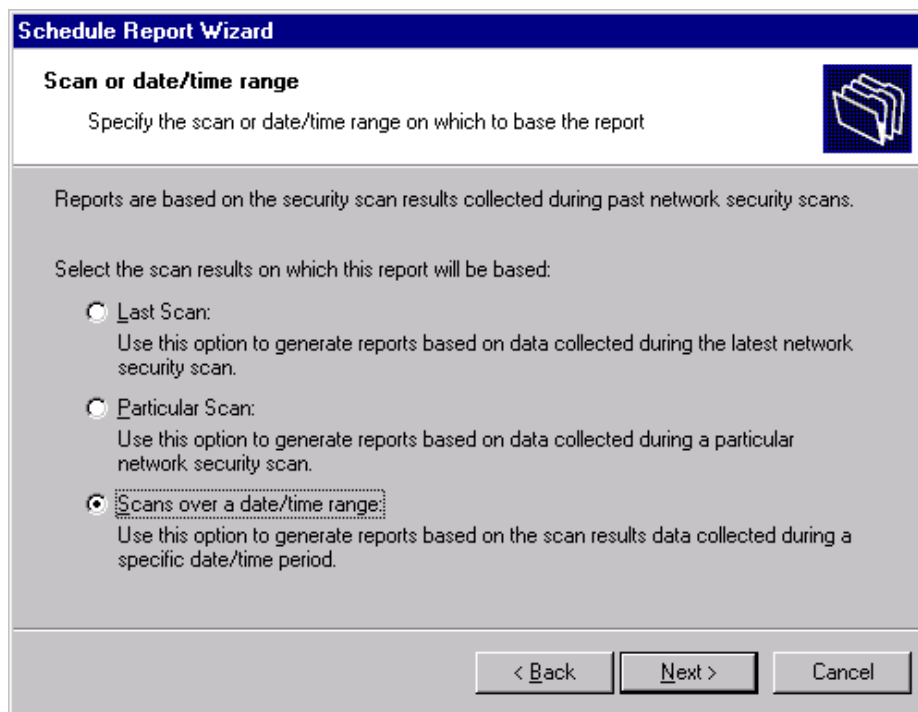 Schedule Report Wizard
Scan or date/time range
Specify the scan or date/time range on which to base the report
Reports are based on the security scan results collected during past network security scans.
Select the scan results on which this report will be based:
Last Scan:
Use this option to generate reports based on data collected during the latest network
security scan.
Particular Scan:
Use this option to generate reports based on data collected during a particular
network security scan.
Scans over a date/time range:
Use this option to generate reports based on the scan results data collected during a
specific date/time period.
< Back
Next >
Cancel